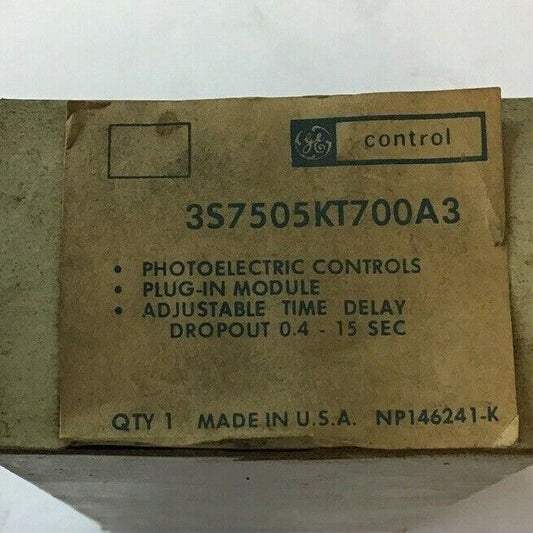 GE control
3S7505KT700A3
• PHOTOELECTRIC CONTROLS
• PLUG-IN MODULE
• ADJUSTABLE TIME DELAY
DROPOUT 0.4 - 15 SEC
QTY 1 MADE IN U.S.A. NP146241-K